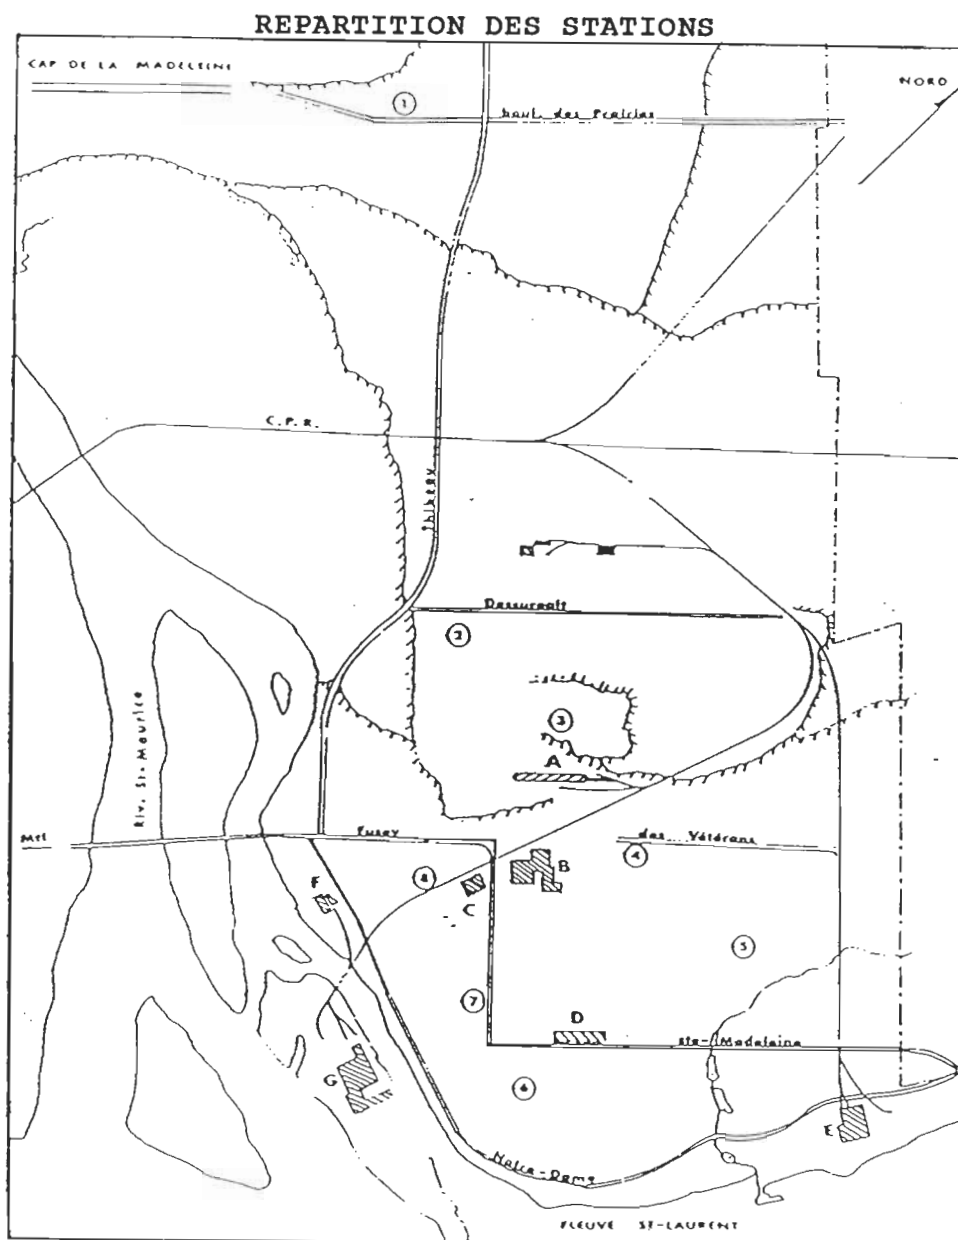 REPARTITION DES STATIONS
CAP DE LA MADELEINE
NORD
1
boul. des Prairies
C.P.R.
Thibeau
Dessureault
2
3
A
Riv. St-Maurice
Mtl
Fusey
des Vétérans
4
8
B
C
F
5
7
D
ste-Madeleine
G
6
E
Notre-Dame
FLEUVE ST-LAURENT